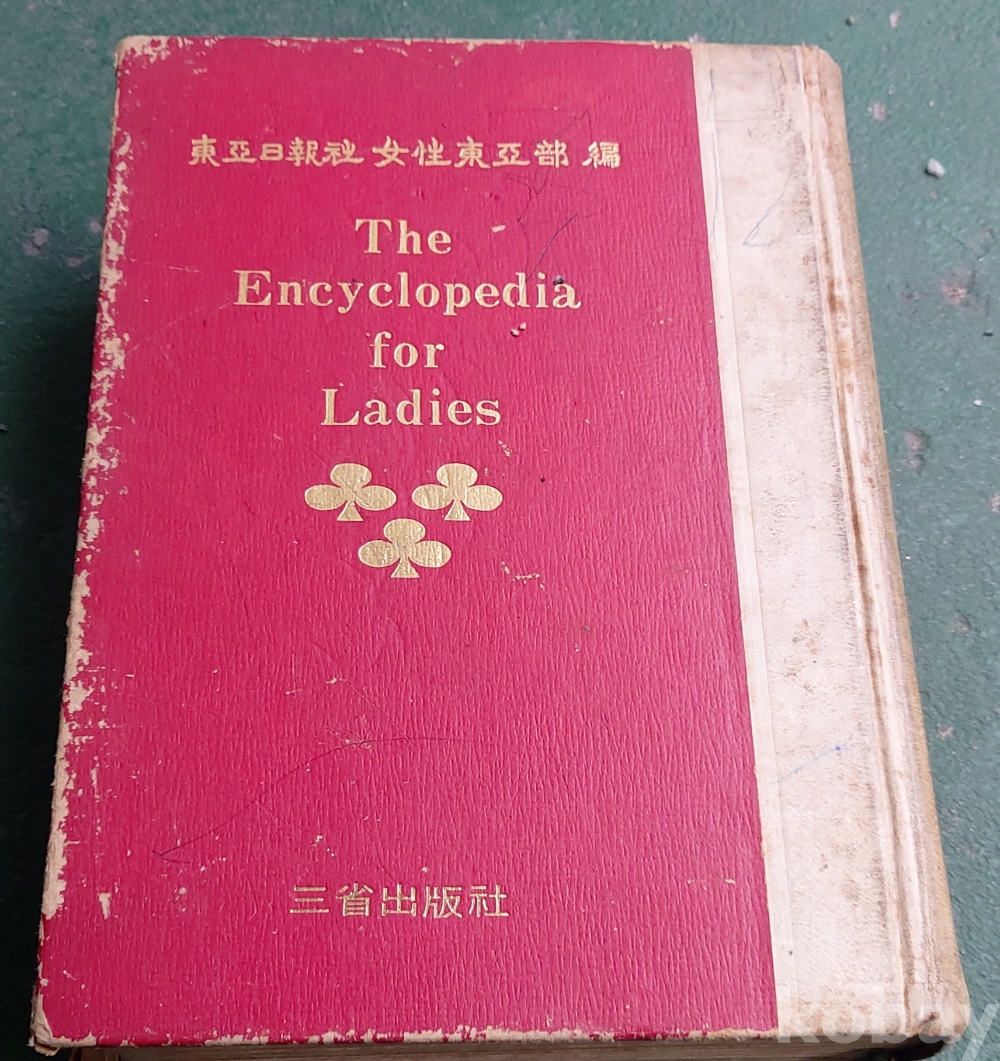 東亞日報社 女性東亞部 編
The
Encyclopedia
for
Ladies
三省出版社
kobay